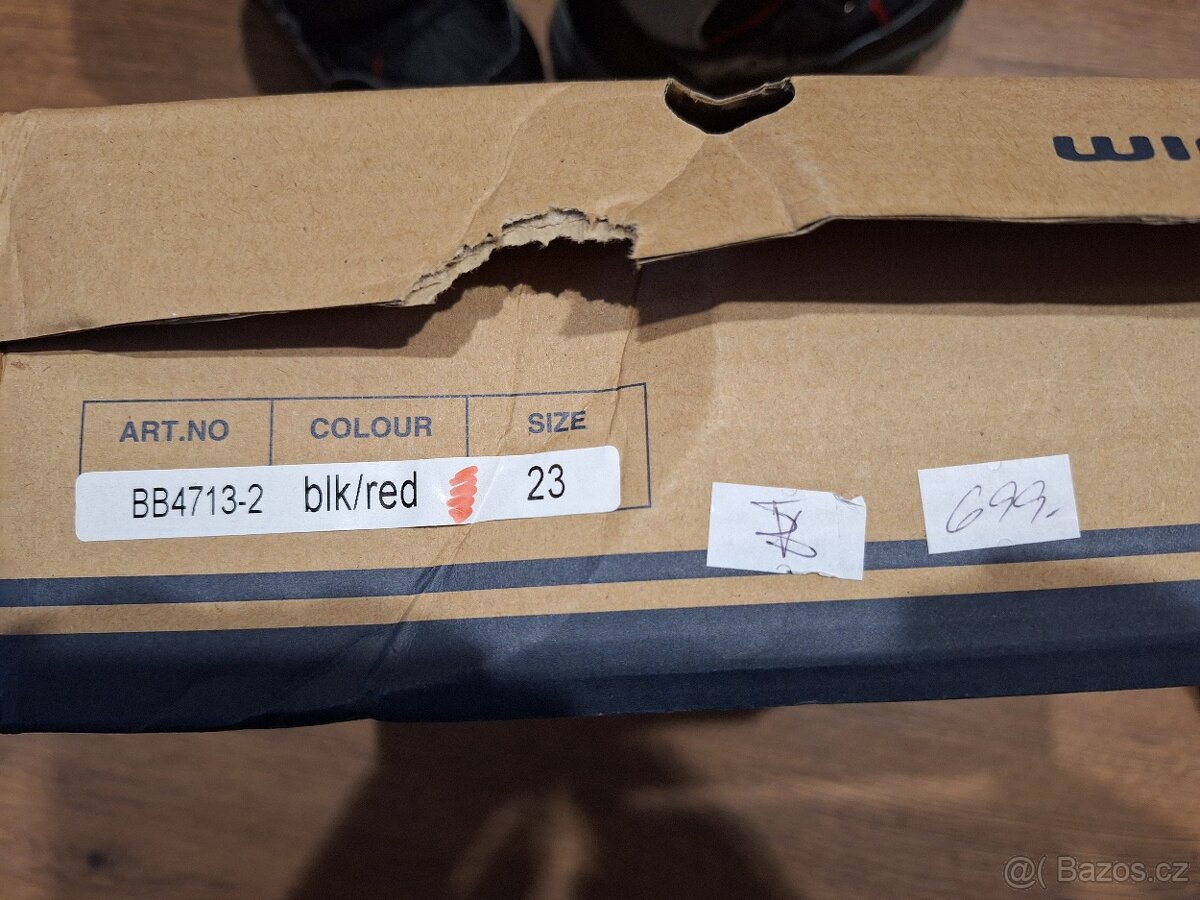 ART.NO COLOUR SIZE
BB4713-2 blk/red 23
699.-
@( Bazos.cz